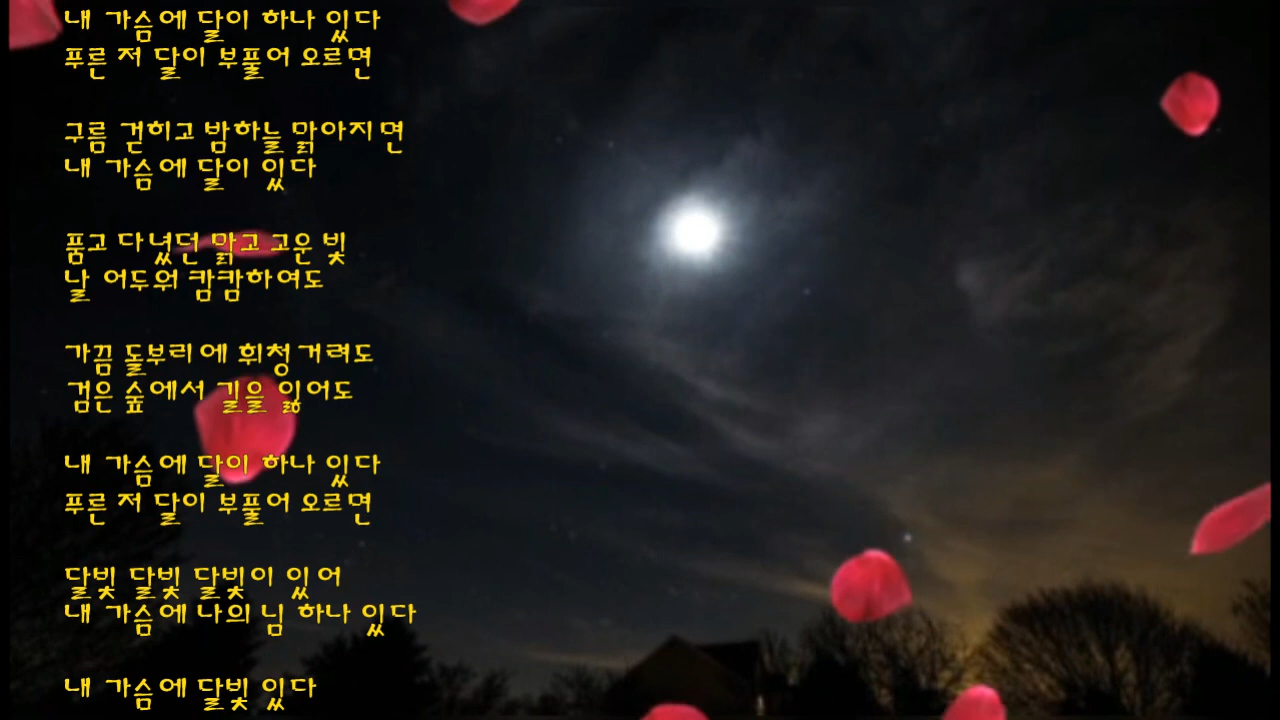 내 가슴에 달이 하나 있다
푸른 저 달이 부풀어 오르면
구름 걷히고 밤하늘 맑아지면
내 가슴에 달이 있다
품고 다녔던 맑고 고운 빛
날 어두워 캄캄하여도
가끔 돌부리에 휘청거려도
검은 숲에서 길을 잃어도
내 가슴에 달이 하나 있다
푸른 저 달이 부풀어 오르면
달빛 달빛 달빛이 있어
내 가슴에 나의 님 하나 있다
내 가슴에 달빛 있다